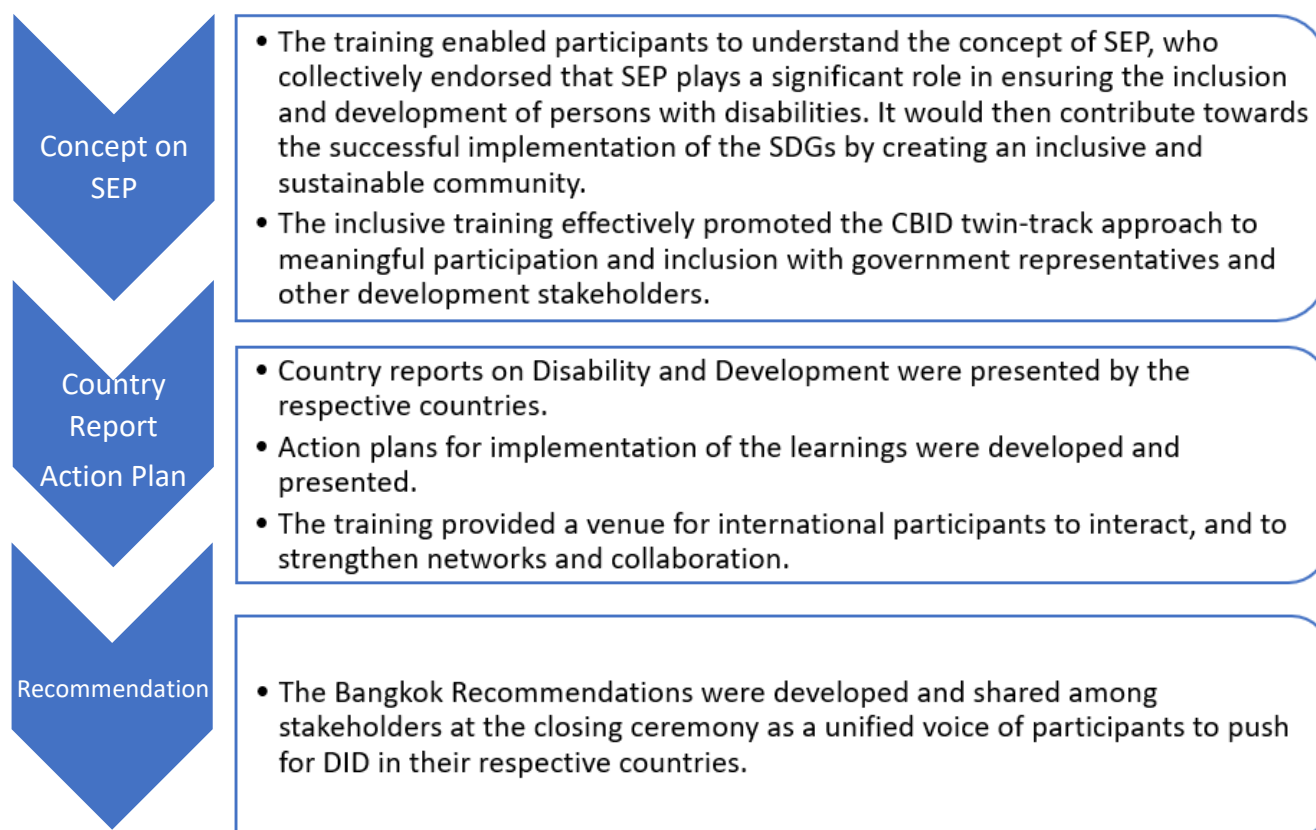 Concept on
SEP
• The training enabled participants to understand the concept of SEP, who
collectively endorsed that SEP plays a significant role in ensuring the inclusion
and development of persons with disabilities. It would then contribute towards
the successful implementation of the SDGs by creating an inclusive and
sustainable community.
• The inclusive training effectively promoted the CBID twin-track approach to
meaningful participation and inclusion with government representatives and
other development stakeholders.
Country
Report
Action Plan
• Country reports on Disability and Development were presented by the
respective countries.
• Action plans for implementation of the learnings were developed and
presented.
• The training provided a venue for international participants to interact, and to
strengthen networks and collaboration.
Recommendation
• The Bangkok Recommendations were developed and shared among
stakeholders at the closing ceremony as a unified voice of participants to push
for DID in their respective countries.